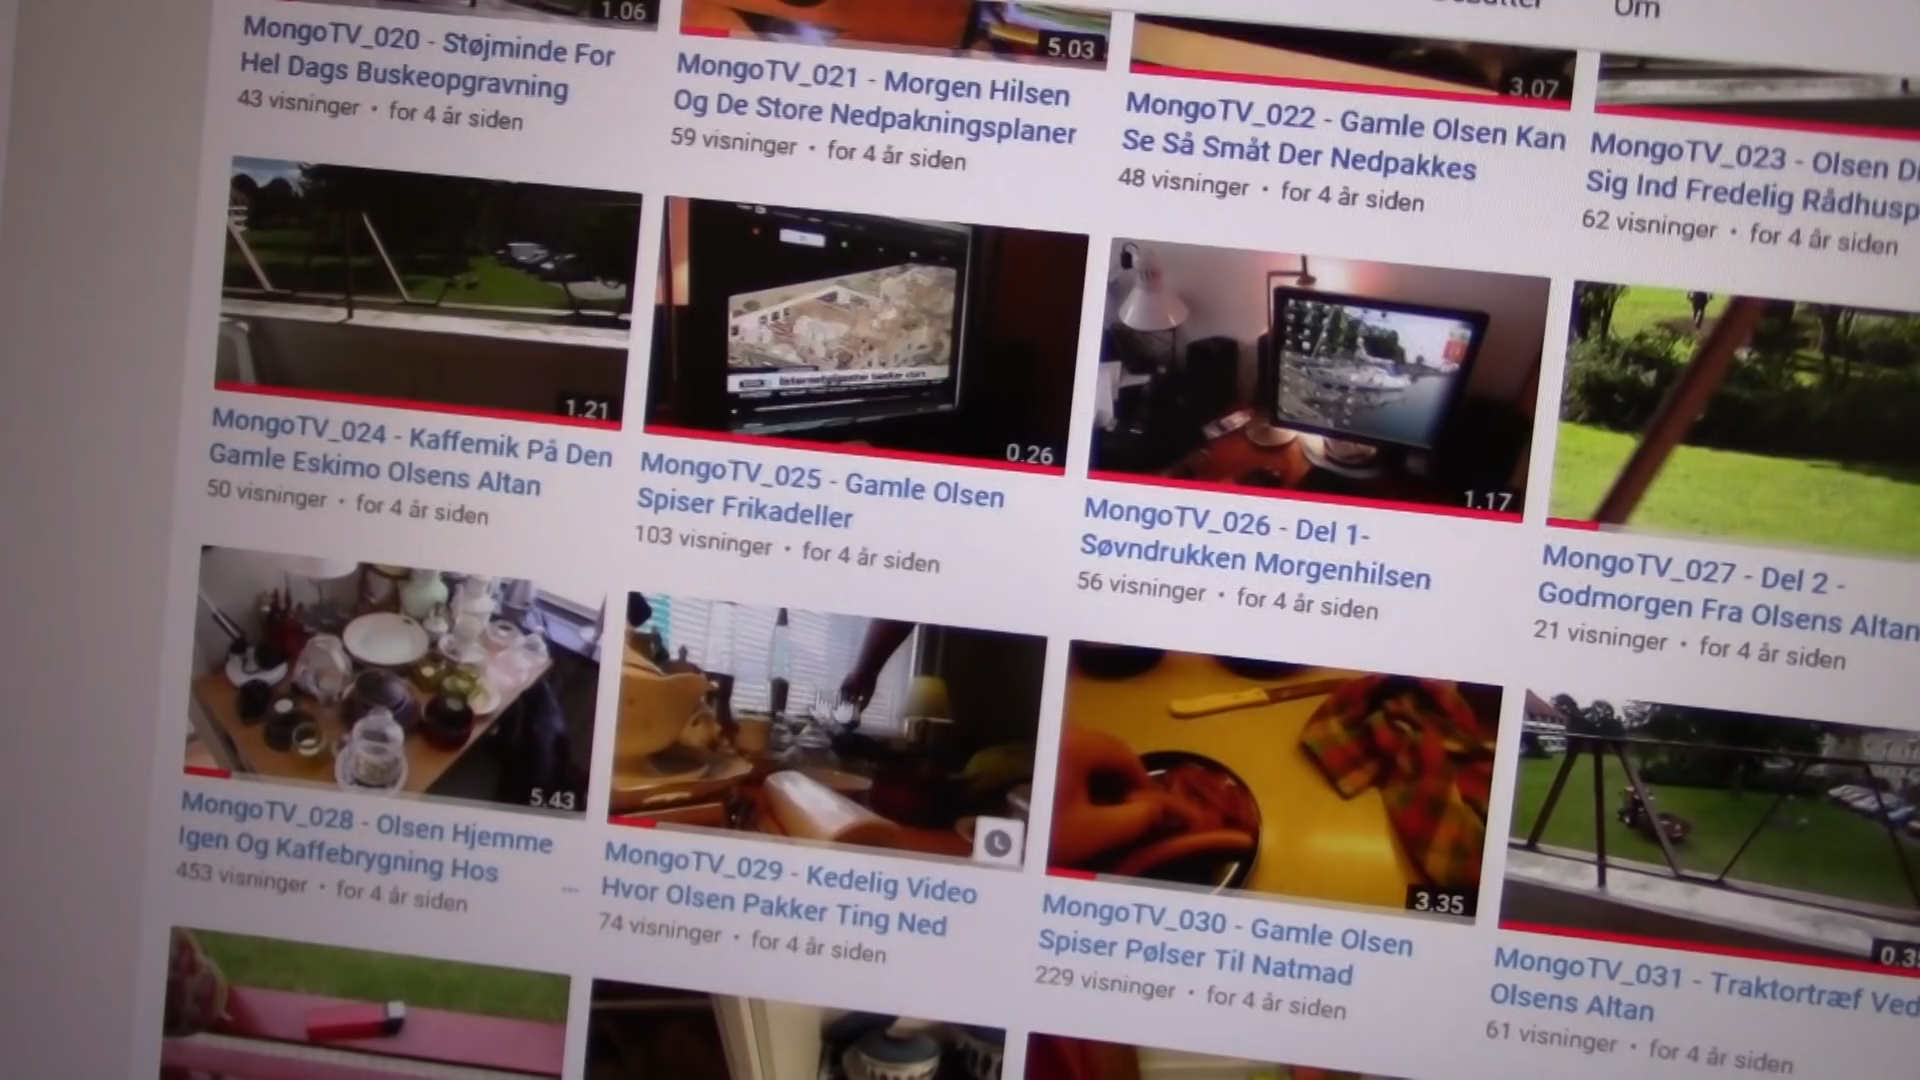 Om
1.06
5.03
3.07
MongoTV_020 - Støjminde For
Hel Dags Buskeopgravning
43 visninger • for 4 år siden
MongoTV_021 - Morgen Hilsen
Og De Store Nedpakningsplaner
59 visninger • for 4 år siden
MongoTV_022 - Gamle Olsen Kan
Se Så Småt Der Nedpakkes
48 visninger • for 4 år siden
MongoTV_023 - Olsen
Sig Ind Fredelig
62 visninger • for 4 år siden
1.21
0.26
1.17
MongoTV_024 - Kaffemik På Den
Gamle Eskimo Olsens Altan
50 visninger • for 4 år siden
MongoTV_025 - Gamle Olsen
Spiser Frikadeller
103 visninger • for 4 år siden
MongoTV_026 - Del 1-
Søvndrukken Morgenhilsen
56 visninger • for 4 år siden
MongoTV_027 - Del 2 -
Godmorgen Fra Olsens Altan
21 visninger • for 4 år siden
5.43
3.35
MongoTV_028 - Olsen Hjemme
Igen Og Kaffebrygning Hos ...
453 visninger • for 4 år siden
MongoTV_029 - Kedelig Video
Hvor Olsen Pakker Ting Ned
74 visninger • for 4 år siden
MongoTV_030 - Gamle Olsen
Spiser Pølser Til Natmad
229 visninger • for 4 år siden
MongoTV_031 - Traktortræf Ved
Olsens Altan
61 visninger • for 4 år siden